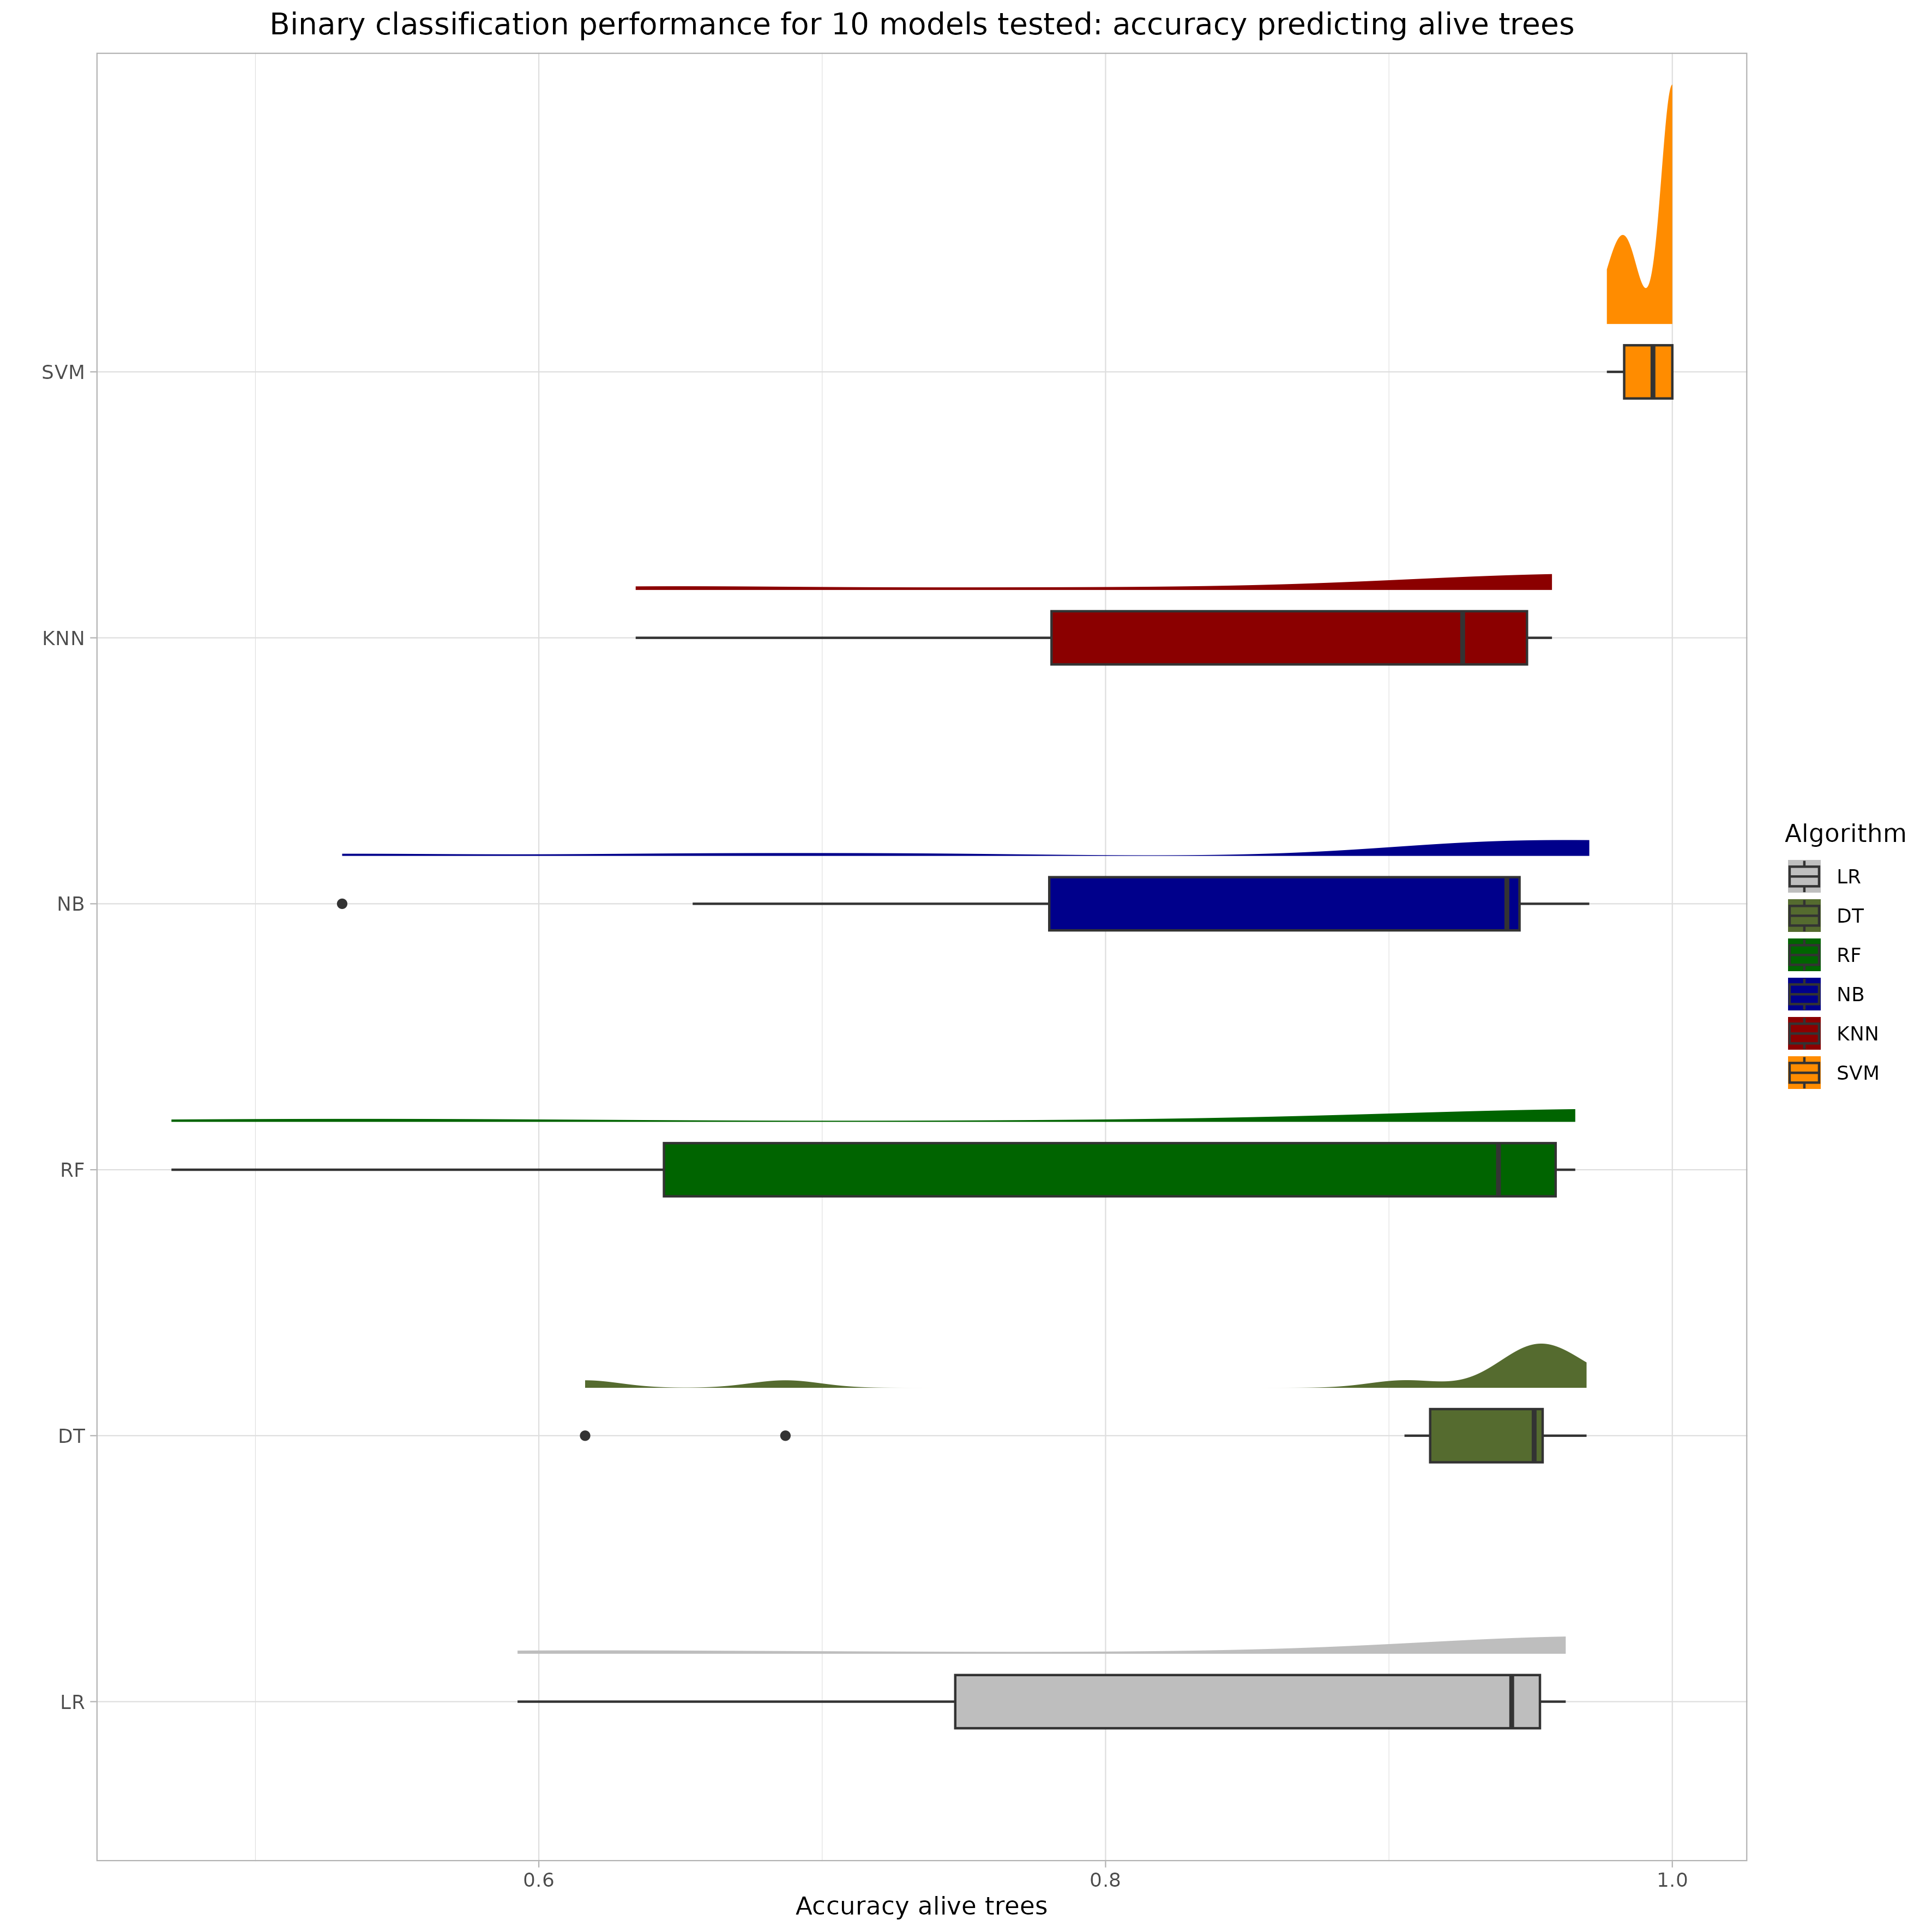 Binary classification performance for 10 models tested: accuracy predicting alive trees
SVM
KNN
NB
RF
DT
LR
0.6
0.8
1.0
Accuracy alive trees
Algorithm
LR
DT
RF
NB
KNN
SVM